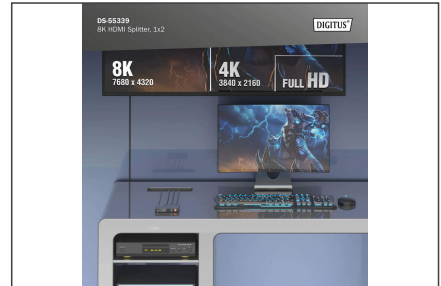 DS-55339
8K HDMI Splitter, 1x2
DIGITUS®
8K
7680 x 4320
4K
3840 x 2160
FULL HD